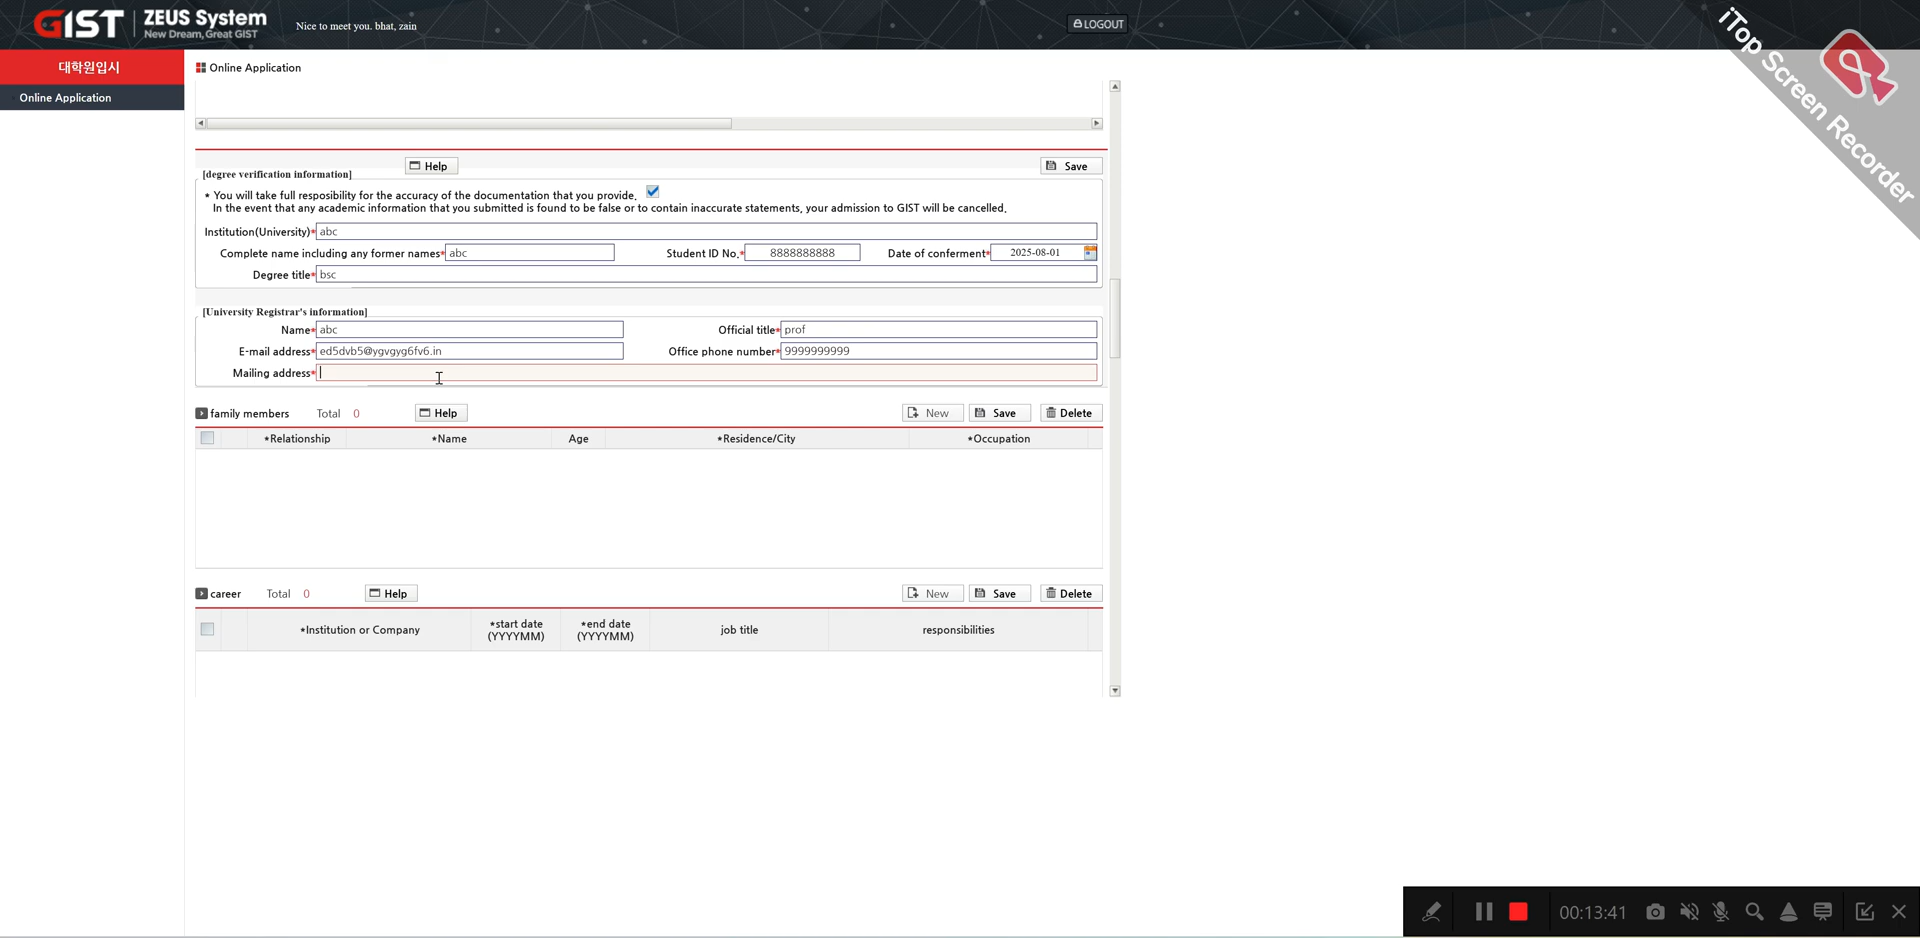 GIST ZEUS System
New Dream, Great GIST
Nice to meet you. bhat, zain
LOGOUT
iTop Screen Recorder
대학원입시
Online Application
Online Application
Help
Save
[degree verification information]
* You will take full resposibility for the accuracy of the documentation that you provide.
In the event that any academic information that you submitted is found to be false or to contain inaccurate statements, your admission to GIST will be cancelled.
Institution(University)* abc
Complete name including any former names* abc Student ID No.* 8888888888 Date of conferment* 2025-08-01
Degree title* bsc
[University Registrar's information]
Name* abc Official title* prof
E-mail address* ed5dvb5@ygvgyg6fv6.in Office phone number* 9999999999
Mailing address*
family members Total 0 Help New Save Delete
*Relationship *Name Age *Residence/City *Occupation
career Total 0 Help New Save Delete
*Institution or Company *start date (YYYYMM) *end date (YYYYMM) job title responsibilities
00:13:41